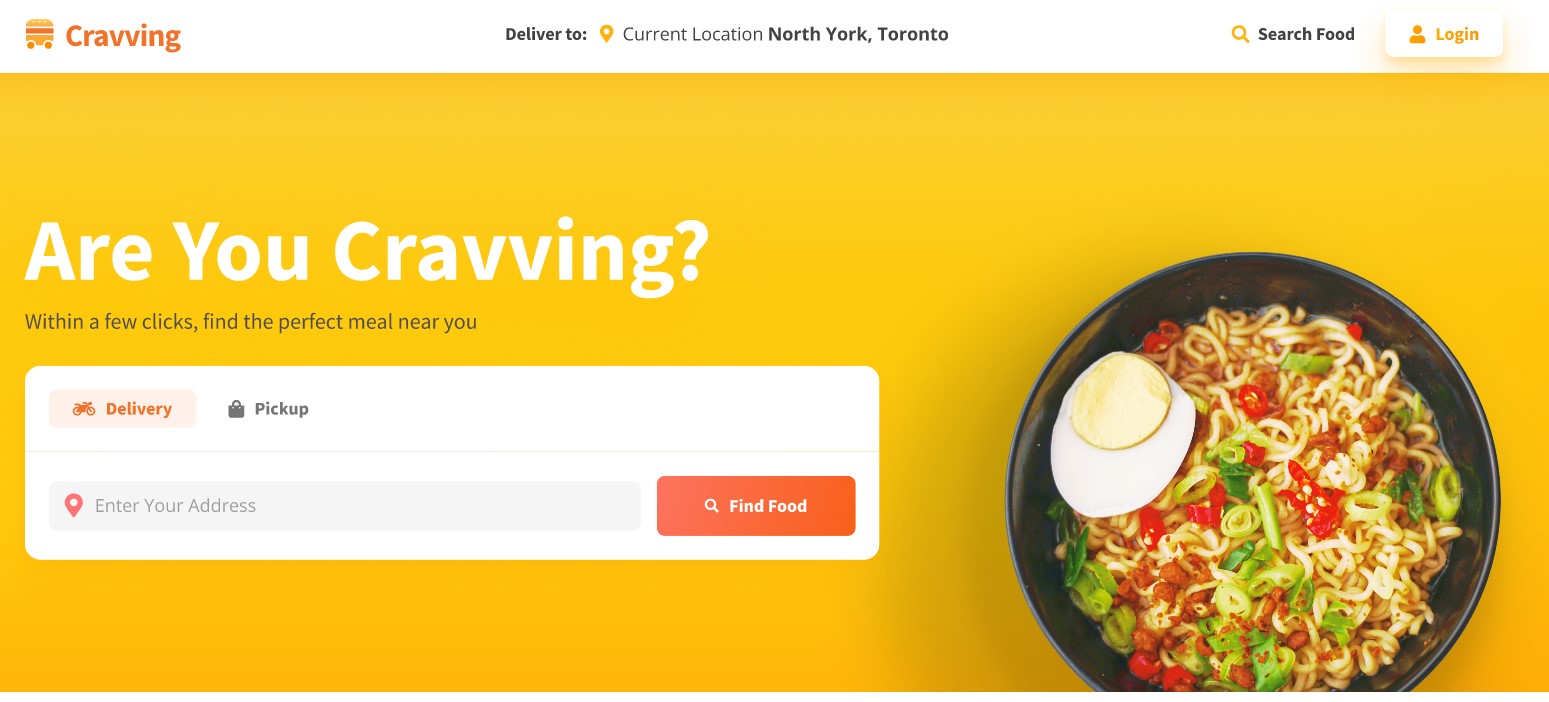 Cravving
Deliver to: Current Location North York, Toronto
Search Food
Login
Are You Cravving?
Within a few clicks, find the perfect meal near you
Delivery
Pickup
Enter Your Address
Find Food